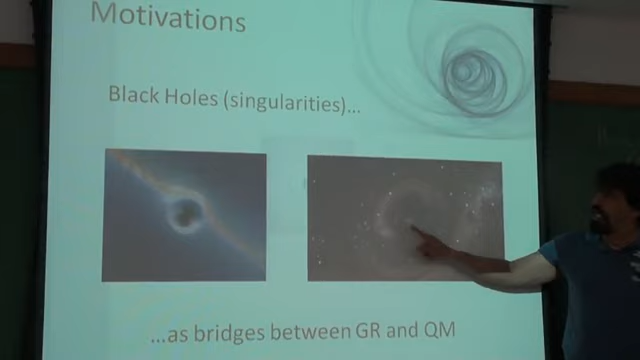 Motivations
Black Holes (singularities)...
...as bridges between GR and QM